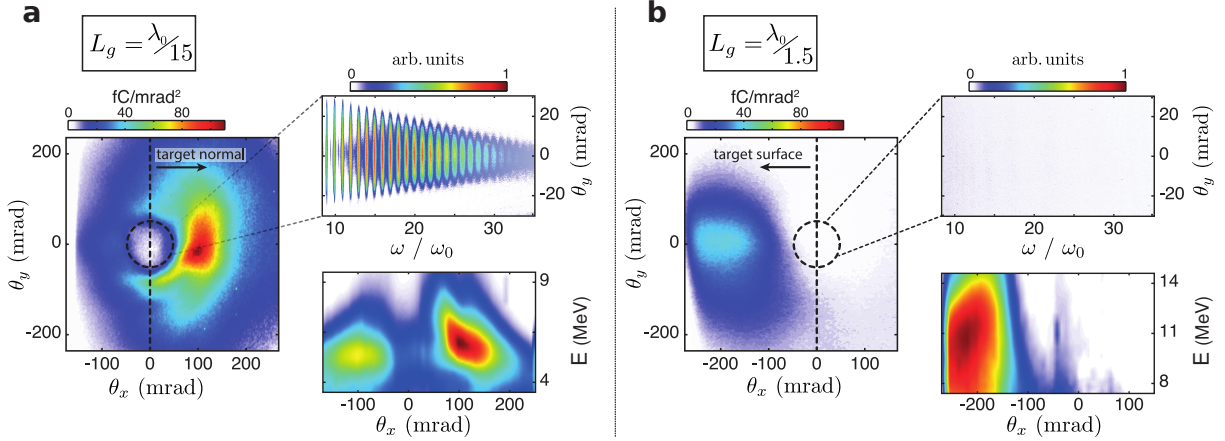 a
L_g = λ_0/15
fC/mrad²
0 40 80
target normal
200
0
-200
θ_y (mrad)
-100 0 100 200
θ_x (mrad)
arb. units
0 1
20
0
-20
θ_y (mrad)
10 20 30
ω / ω_0
9
4
E (MeV)
-100 0 100 200
θ_x (mrad)
b
L_g = λ_0/1.5
fC/mrad²
0 40 80
target surface
200
0
-200
θ_y (mrad)
-200 -100 0 100
θ_x (mrad)
arb. units
0 1
20
0
-20
θ_y (mrad)
10 20 30
ω / ω_0
14
11
8
E (MeV)
-200 -100 0 100
θ_x (mrad)